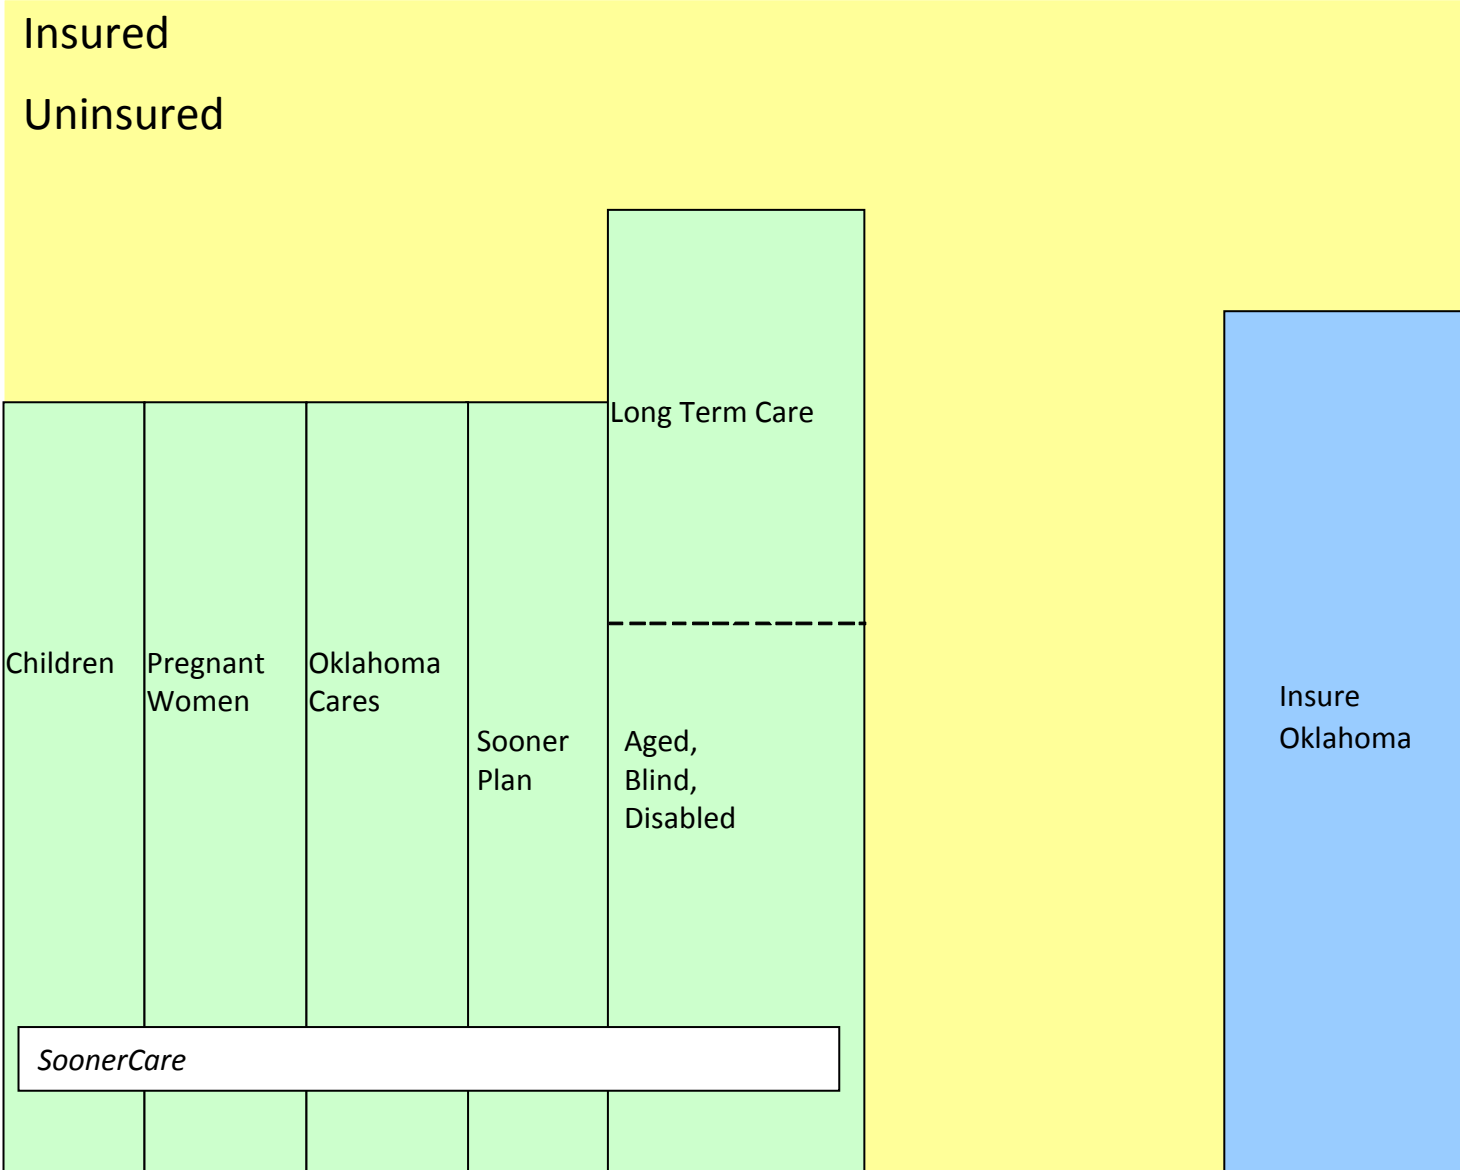 Insured
Uninsured
Long Term Care
Children
Pregnant
Women
Oklahoma
Cares
Sooner
Plan
Aged,
Blind,
Disabled
Insure
Oklahoma
SoonerCare